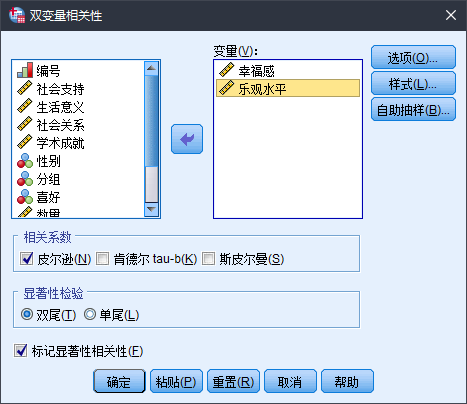 双变量相关性
变量(V)：
编号
社会支持
生活意义
社会关系
学术成就
性别
分组
喜好
数里
幸福感
乐观水平
选项(O)...
样式(L)...
自助抽样(B)...
相关系数
皮尔逊(N) 肯德尔 tau-b(K) 斯皮尔曼(S)
显著性检验
双尾(T) 单尾(L)
标记显著性相关性(F)
确定 粘贴(P) 重置(R) 取消 帮助